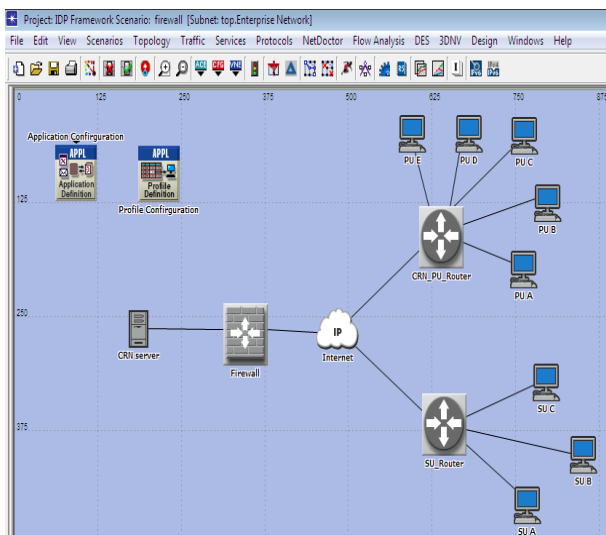 Project: IDP Framework Scenario: firewall [Subnet: top.Enterprise Network]
File Edit View Scenarios Topology Traffic Services Protocols NetDoctor Flow Analysis DES 3DNV Design Windows Help
0 125 250 375 500 625 750 875
Application Confirguration
APPL
Application
Definition
APPL
Profile
Definition
Profile Confirguration
PU E
PU D
PU C
125
PU B
CRN_PU_Router
PU A
250
CRN server
Firewall
IP
Internet
SU C
375
SU_Router
SU B
SU A